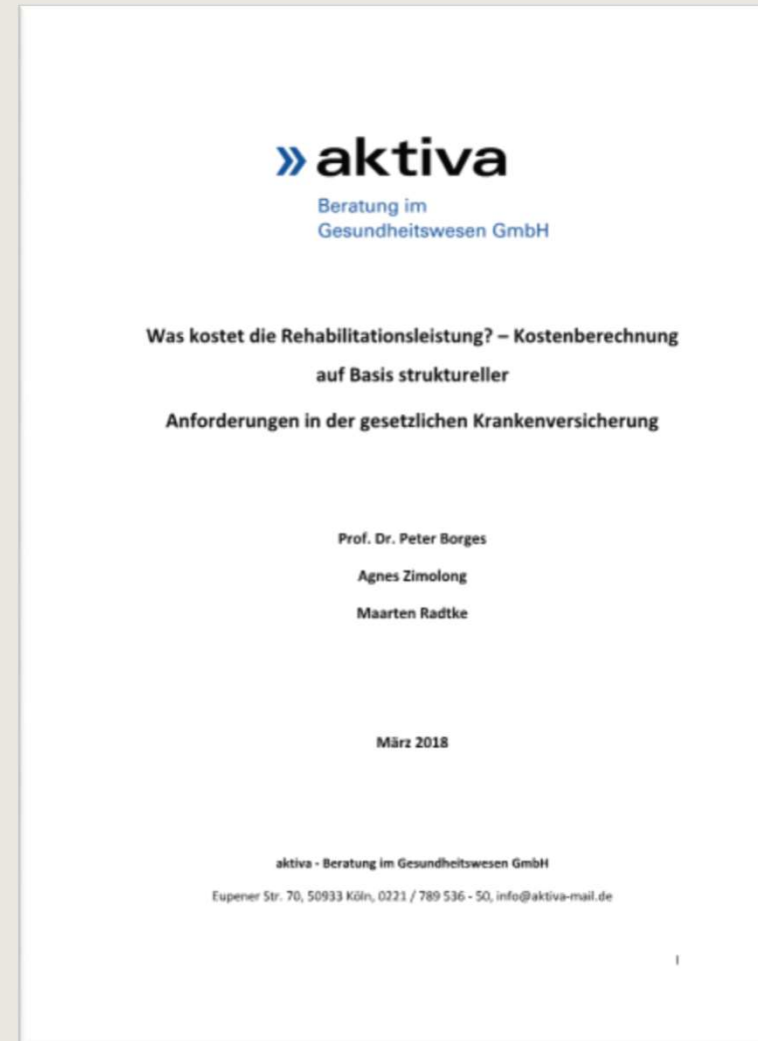 » aktiva
Beratung im
Gesundheitswesen GmbH
Was kostet die Rehabilitationsleistung? – Kostenberechnung
auf Basis struktureller
Anforderungen in der gesetzlichen Krankenversicherung
Prof. Dr. Peter Borges
Agnes Zimolong
Maarten Radtke
März 2018
aktiva - Beratung im Gesundheitswesen GmbH
Eupener Str. 70, 50933 Köln, 0221 / 789 536 - 50, info@aktiva-mail.de
I